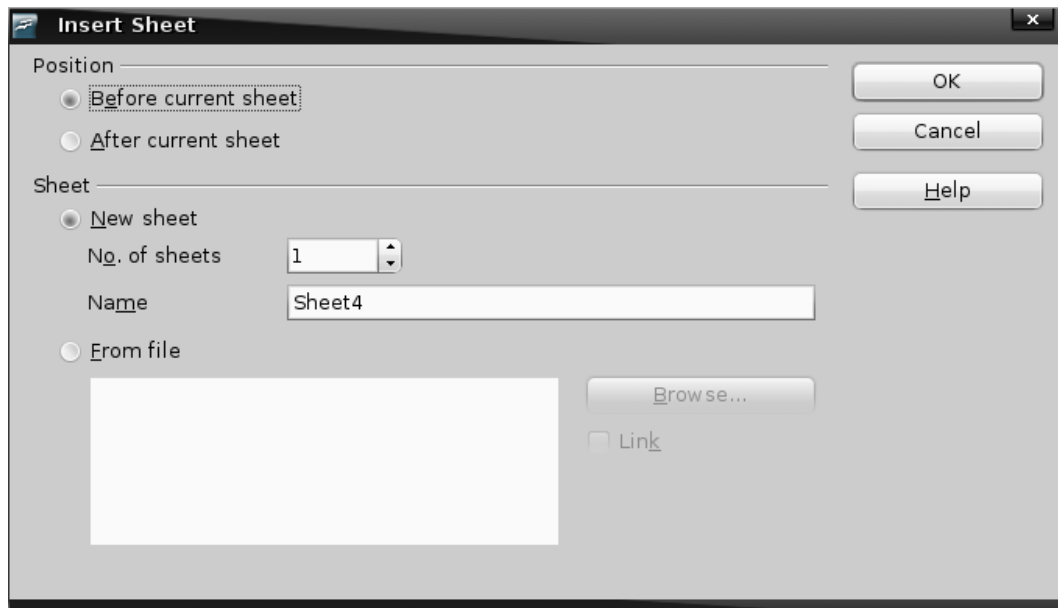 Insert Sheet
x
Position
Before current sheet
After current sheet
OK
Cancel
Help
Sheet
New sheet
No. of sheets 1
Name Sheet4
From file
Browse...
Link